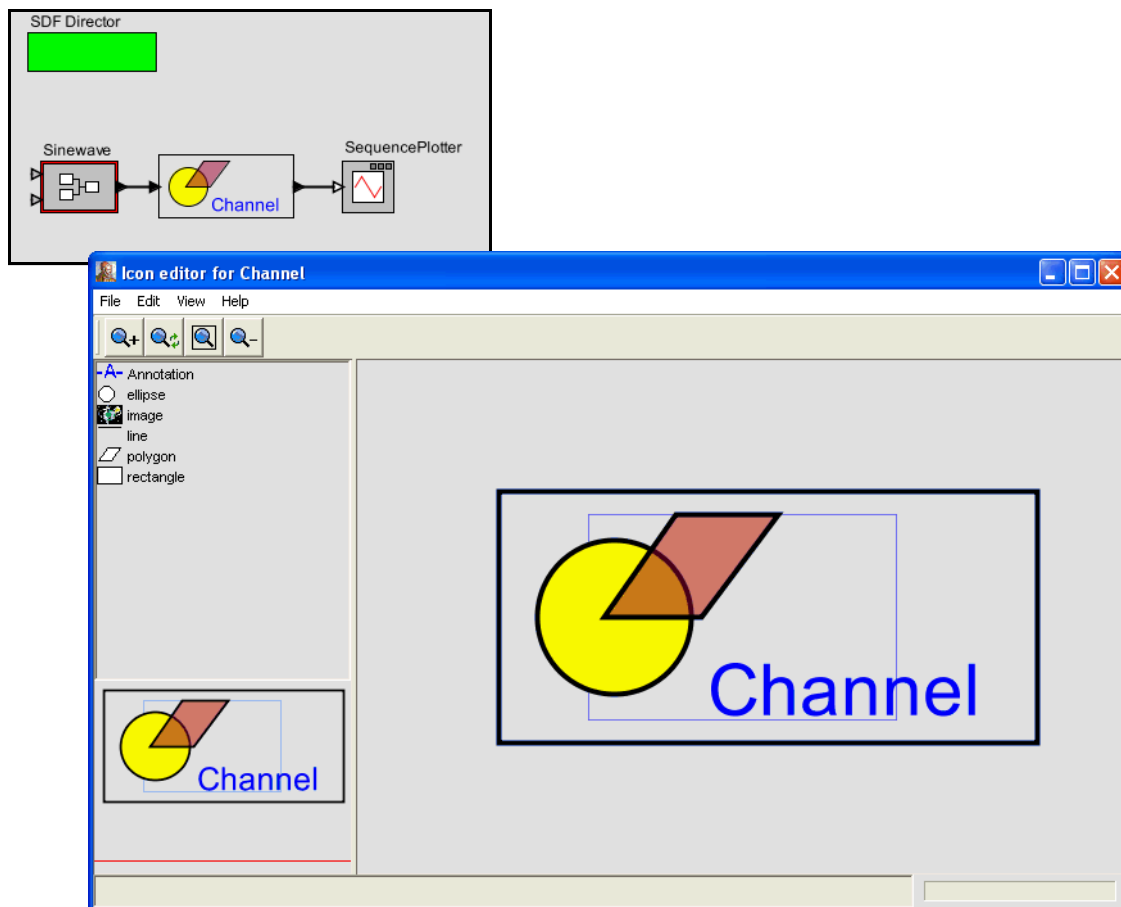 SDF Director
Sinewave
SequencePlotter
Channel
Icon editor for Channel
File Edit View Help
-A- Annotation
ellipse
image
line
polygon
rectangle
Channel
Channel